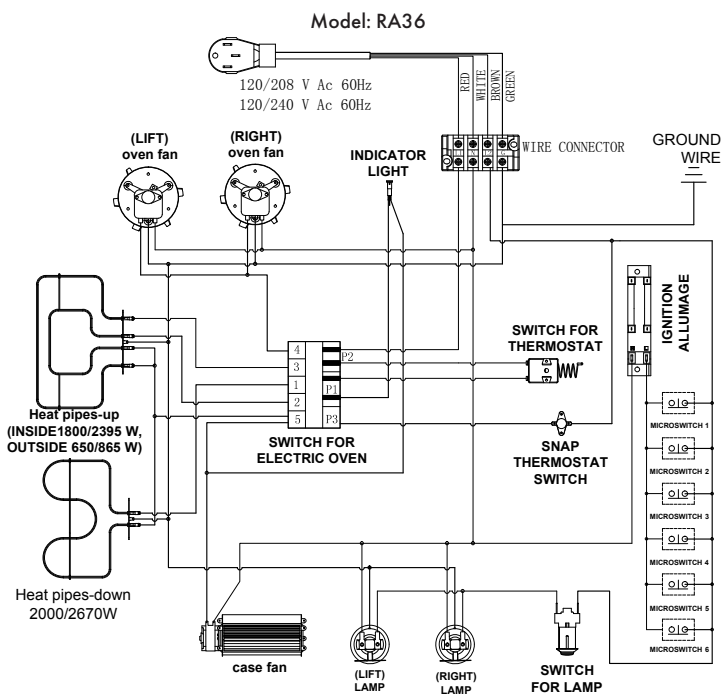 Model: RA36
120/208 V Ac 60Hz
120/240 V Ac 60Hz
RED
WHITE
BROWN
GREEN
WIRE CONNECTOR
GROUND
WIRE
(LIFT)
oven fan
(RIGHT)
oven fan
INDICATOR
LIGHT
IGNITION
ALLUMAGE
SWITCH FOR
THERMOSTAT
4
3
1
2
5
P2
P1
P3
SWITCH FOR
ELECTRIC OVEN
SNAP
THERMOSTAT
SWITCH
Heat pipes-up
(INSIDE1800/2395 W,
OUTSIDE 650/865 W)
Heat pipes-down
2000/2670W
MICROSWITCH 1
MICROSWITCH 2
MICROSWITCH 3
MICROSWITCH 4
MICROSWITCH 5
MICROSWITCH 6
case fan
(LIFT)
LAMP
(RIGHT)
LAMP
SWITCH
FOR LAMP